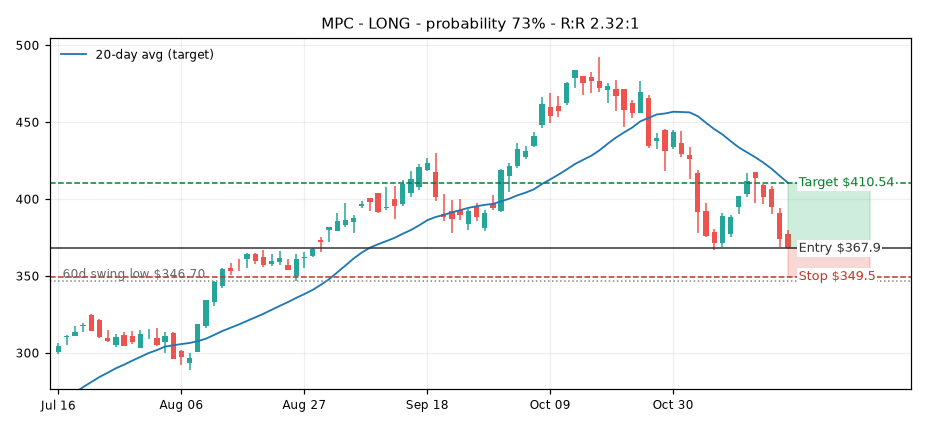 MPC - LONG - probability 73% - R:R 2.32:1
20-day avg (target)
500
450
400
350
300
Target $410.54
Entry $367.9
Stop $349.5
60d swing low $346.70
Jul 16
Aug 06
Aug 27
Sep 18
Oct 09
Oct 30